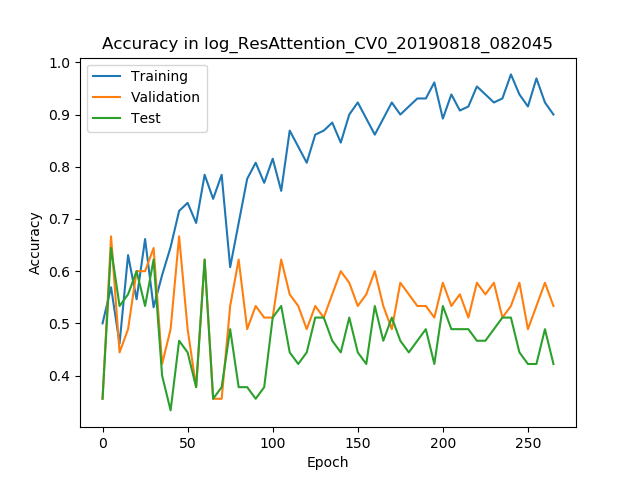 Accuracy in log_ResAttention_CV0_20190818_082045
Training
Validation
Test
1.0
0.9
0.8
0.7
0.6
0.5
0.4
Accuracy
0 50 100 150 200 250
Epoch